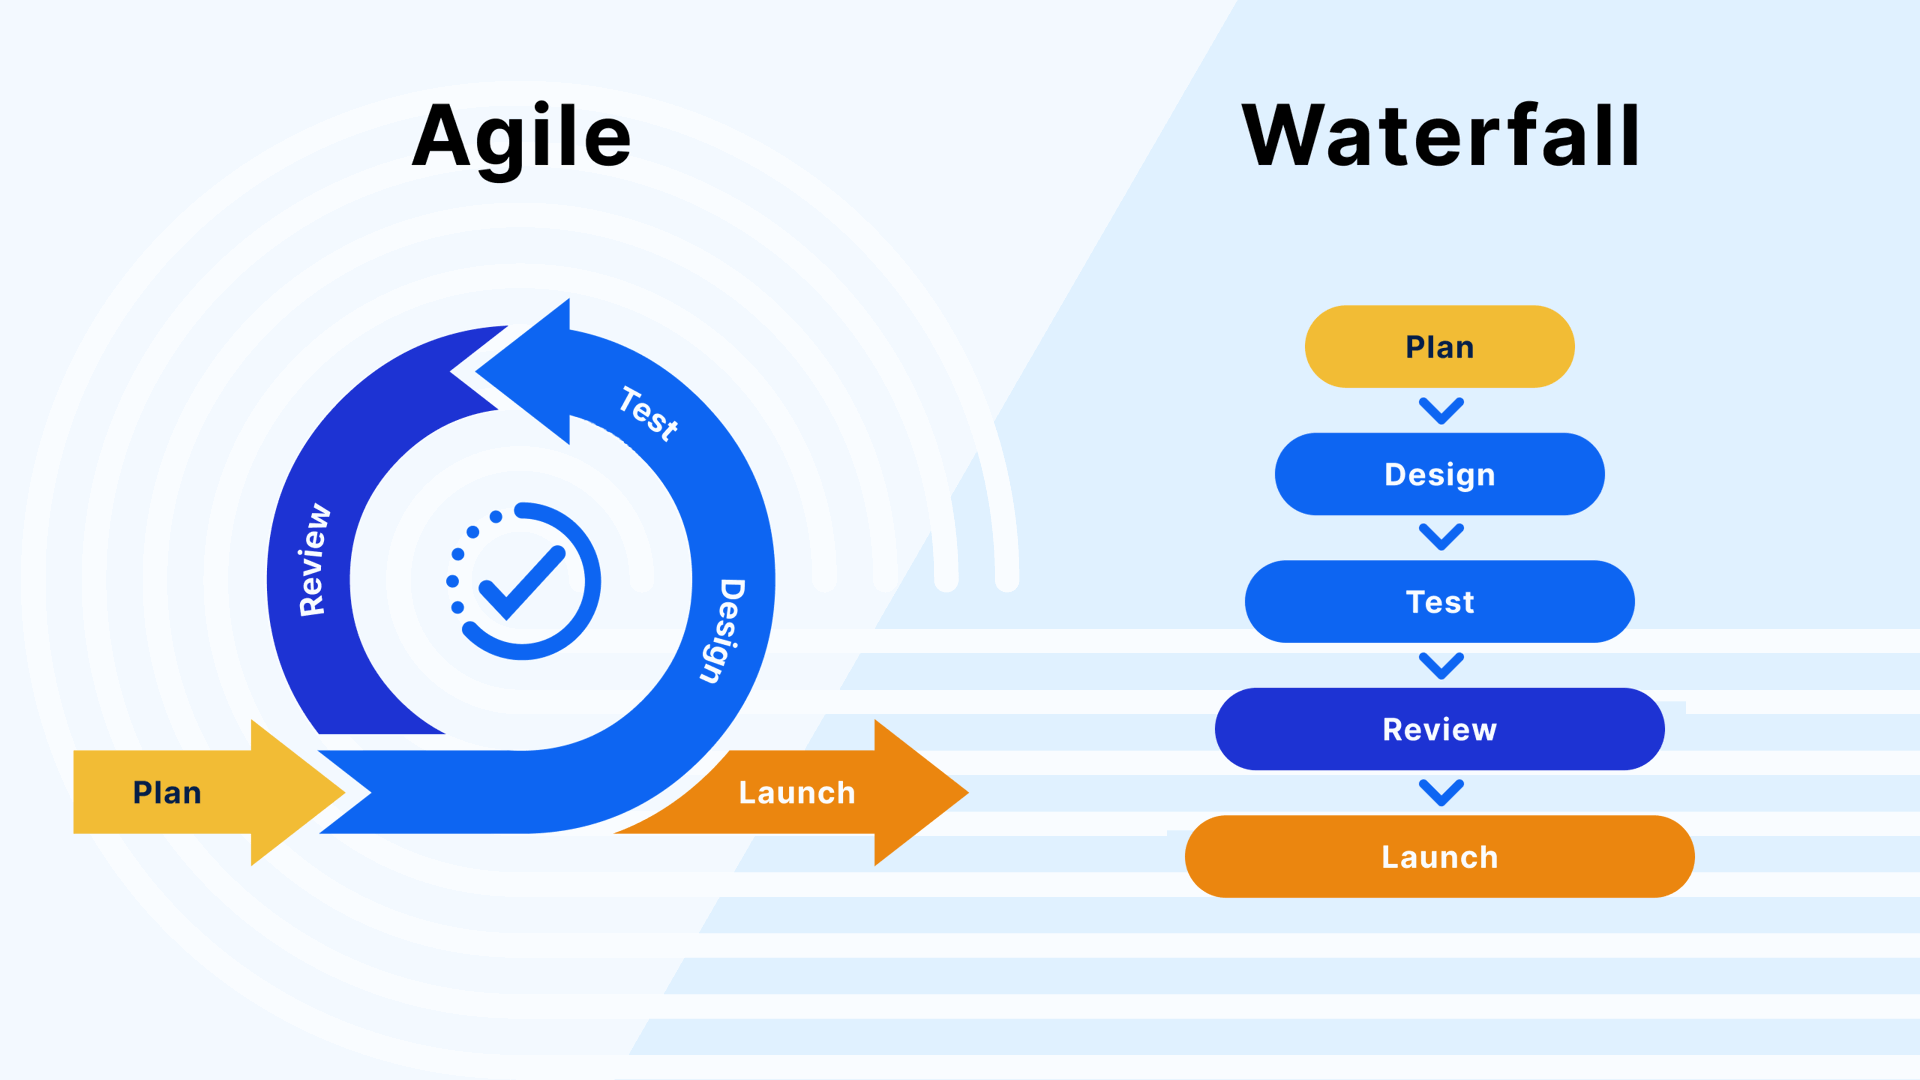 Agile
Test
Review
Design
Plan
Launch
Waterfall
Plan
Design
Test
Review
Launch